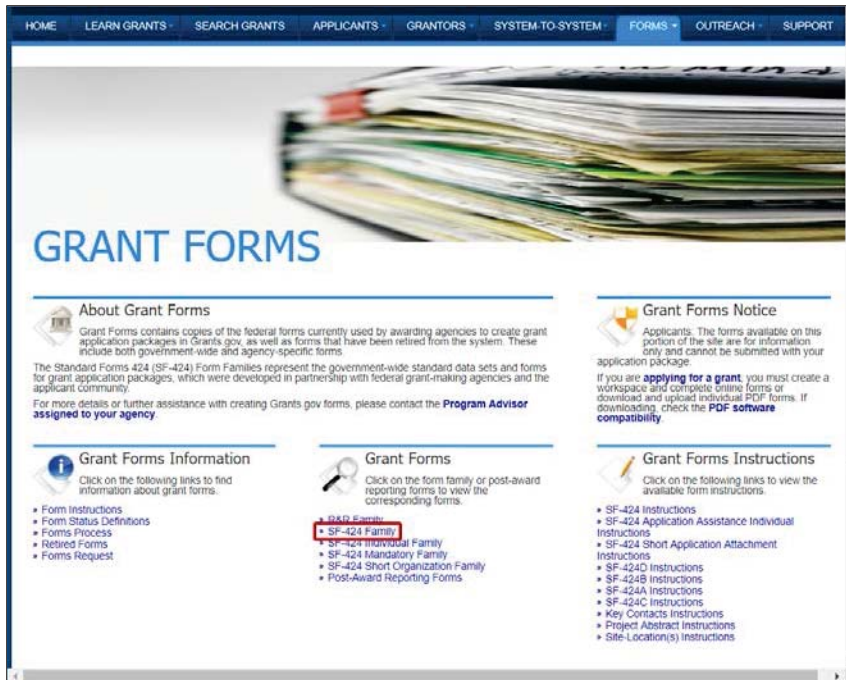 HOME LEARN GRANTS SEARCH GRANTS APPLICANTS GRANTORS SYSTEM-TO-SYSTEM FORMS OUTREACH SUPPORT
GRANT FORMS
About Grant Forms
Grant Forms contains copies of the federal forms currently used by awarding agencies to create grant
application packages in Grants.gov, as well as forms that have been retired from the system. These
include both government-wide and agency-specific forms.
The Standard Forms 424 (SF-424) Form Families represent the government-wide standard data sets and forms
for grant application packages, which were developed in partnership with federal grant-making agencies and the
applicant community.
For more details or further assistance with creating Grants.gov forms, please contact the Program Advisor
assigned to your agency.
Grant Forms Notice
Applicants: The forms available on this
portion of the site are for information
only and cannot be submitted with your
application package.
If you are applying for a grant, you must create a
workspace and complete online forms or
download and upload individual PDF forms. If
downloading, check the PDF software
compatibility.
Grant Forms Information
Click on the following links to find
information about grant forms.
» Form Instructions
» Form Status Definitions
» Forms Process
» Retired Forms
» Forms Request
Grant Forms
Click on the form family or post-award
reporting forms to view the
corresponding forms.
» R&R Family
» SF-424 Family
» SF-424 Individual Family
» SF-424 Mandatory Family
» SF-424 Short Organization Family
» Post-Award Reporting Forms
Grant Forms Instructions
Click on the following links to view the
available form instructions.
» SF-424 Instructions
» SF-424 Application Assistance Individual
Instructions
» SF-424 Short Application Attachment
Instructions
» SF-424D Instructions
» SF-424B Instructions
» SF-424A Instructions
» SF-424C Instructions
» Key Contacts Instructions
» Project Abstract Instructions
» Site-Location(s) Instructions